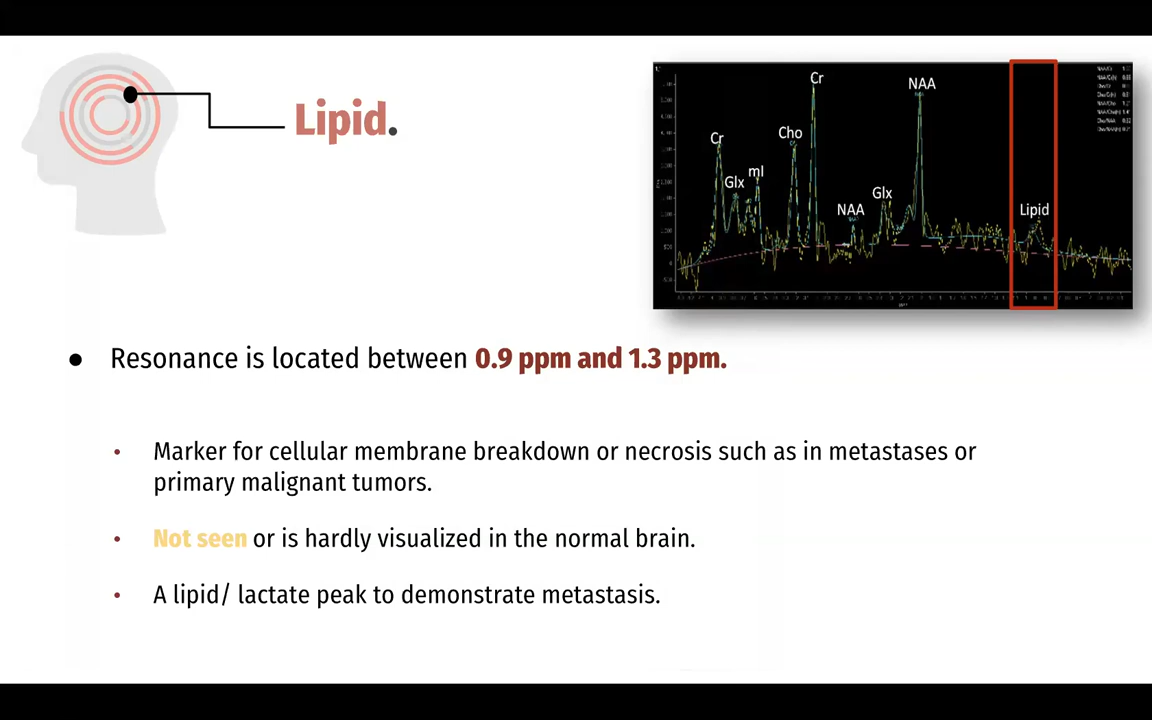 Lipid.
Cr
Glx
mI
Cho
Cr
NAA
Glx
NAA
Lipid
● Resonance is located between 0.9 ppm and 1.3 ppm.
• Marker for cellular membrane breakdown or necrosis such as in metastases or
primary malignant tumors.
• Not seen or is hardly visualized in the normal brain.
• A lipid/ lactate peak to demonstrate metastasis.